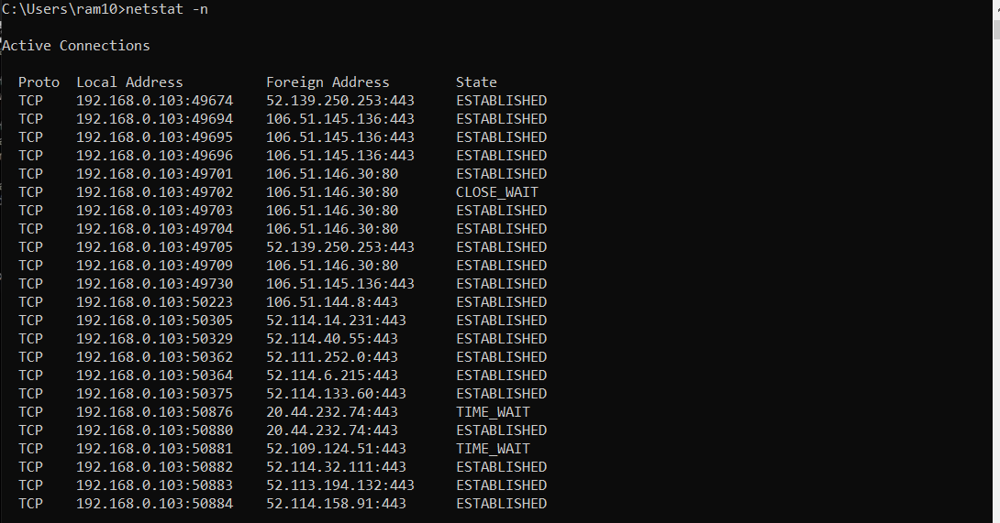 C:\Users\ram10>netstat -n
Active Connections
Proto  Local Address          Foreign Address        State
TCP    192.168.0.103:49674    52.139.250.253:443     ESTABLISHED
TCP    192.168.0.103:49694    106.51.145.136:443     ESTABLISHED
TCP    192.168.0.103:49695    106.51.145.136:443     ESTABLISHED
TCP    192.168.0.103:49696    106.51.145.136:443     ESTABLISHED
TCP    192.168.0.103:49701    106.51.146.30:80       ESTABLISHED
TCP    192.168.0.103:49702    106.51.146.30:80       CLOSE_WAIT
TCP    192.168.0.103:49703    106.51.146.30:80       ESTABLISHED
TCP    192.168.0.103:49704    106.51.146.30:80       ESTABLISHED
TCP    192.168.0.103:49705    52.139.250.253:443     ESTABLISHED
TCP    192.168.0.103:49709    106.51.146.30:80       ESTABLISHED
TCP    192.168.0.103:49730    106.51.145.136:443     ESTABLISHED
TCP    192.168.0.103:50223    106.51.144.8:443       ESTABLISHED
TCP    192.168.0.103:50305    52.114.14.231:443      ESTABLISHED
TCP    192.168.0.103:50329    52.114.40.55:443       ESTABLISHED
TCP    192.168.0.103:50362    52.111.252.0:443       ESTABLISHED
TCP    192.168.0.103:50364    52.114.6.215:443       ESTABLISHED
TCP    192.168.0.103:50375    52.114.133.60:443      ESTABLISHED
TCP    192.168.0.103:50876    20.44.232.74:443       TIME_WAIT
TCP    192.168.0.103:50880    20.44.232.74:443       ESTABLISHED
TCP    192.168.0.103:50881    52.109.124.51:443      TIME_WAIT
TCP    192.168.0.103:50882    52.114.32.111:443      ESTABLISHED
TCP    192.168.0.103:50883    52.113.194.132:443     ESTABLISHED
TCP    192.168.0.103:50884    52.114.158.91:443      ESTABLISHED